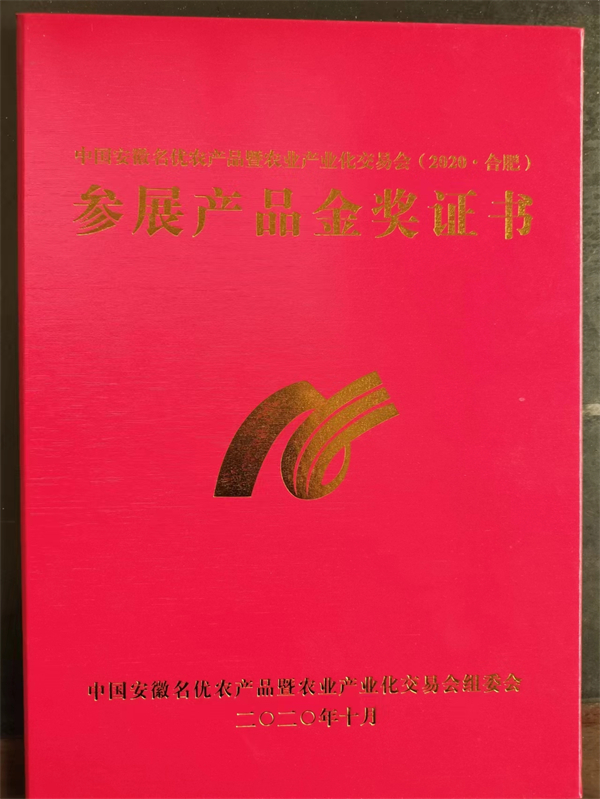 中国安徽名优农产品暨农业产业化交易会（2020·合肥）
参展产品金奖证书
中国安徽名优农产品暨农业产业化交易会组委会
二〇二〇年十月